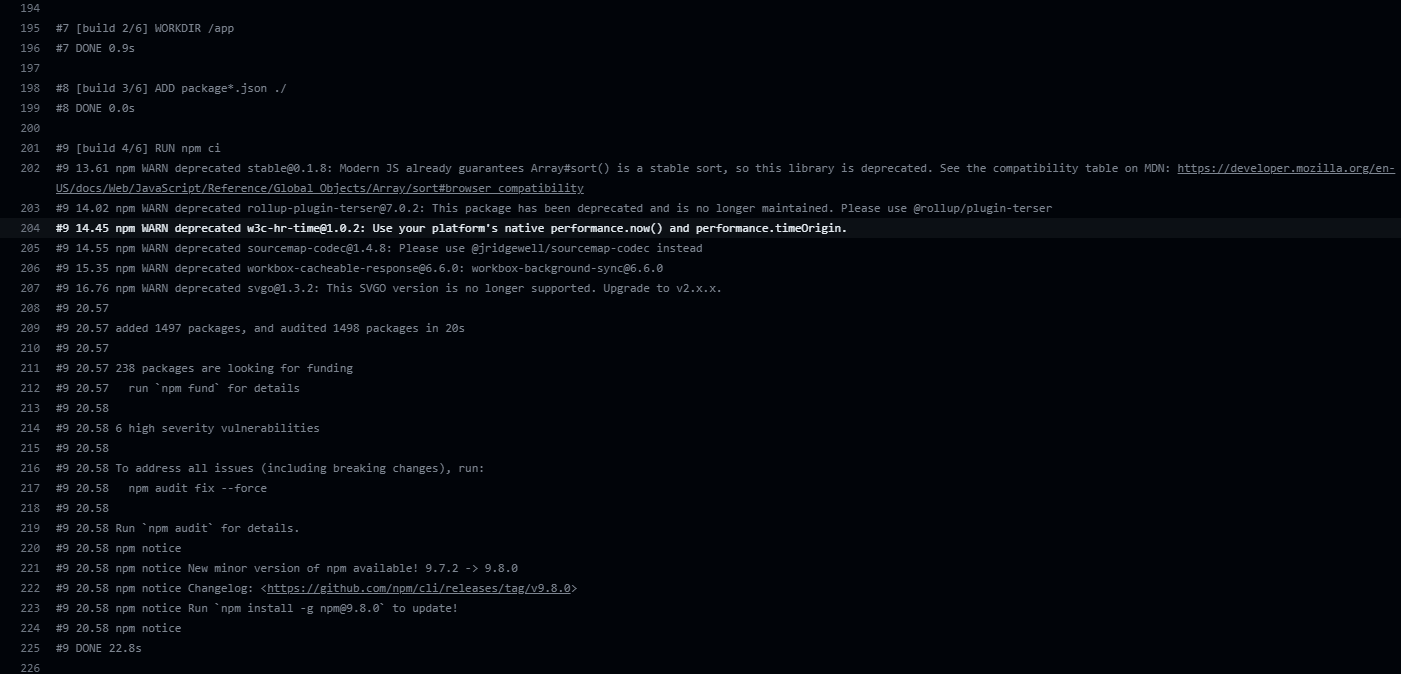 194
195 #7 [build 2/6] WORKDIR /app
196 #7 DONE 0.9s
197
198 #8 [build 3/6] ADD package*.json ./
199 #8 DONE 0.0s
200
201 #9 [build 4/6] RUN npm ci
202 #9 13.61 npm WARN deprecated stable@0.1.8: Modern JS already guarantees Array#sort() is a stable sort, so this library is deprecated. See the compatibility table on MDN: https://developer.mozilla.org/en-
US/docs/Web/JavaScript/Reference/Global_Objects/Array/sort#browser_compatibility
203 #9 14.02 npm WARN deprecated rollup-plugin-terser@7.0.2: This package has been deprecated and is no longer maintained. Please use @rollup/plugin-terser
204 #9 14.45 npm WARN deprecated w3c-hr-time@1.0.2: Use your platform's native performance.now() and performance.timeOrigin.
205 #9 14.55 npm WARN deprecated sourcemap-codec@1.4.8: Please use @jridgewell/sourcemap-codec instead
206 #9 15.35 npm WARN deprecated workbox-cacheable-response@6.6.0: workbox-background-sync@6.6.0
207 #9 16.76 npm WARN deprecated svgo@1.3.2: This SVGO version is no longer supported. Upgrade to v2.x.x.
208 #9 20.57
209 #9 20.57 added 1497 packages, and audited 1498 packages in 20s
210 #9 20.57
211 #9 20.57 238 packages are looking for funding
212 #9 20.57   run `npm fund` for details
213 #9 20.58
214 #9 20.58 6 high severity vulnerabilities
215 #9 20.58
216 #9 20.58 To address all issues (including breaking changes), run:
217 #9 20.58   npm audit fix --force
218 #9 20.58
219 #9 20.58 Run `npm audit` for details.
220 #9 20.58 npm notice
221 #9 20.58 npm notice New minor version of npm available! 9.7.2 -> 9.8.0
222 #9 20.58 npm notice Changelog: <https://github.com/npm/cli/releases/tag/v9.8.0>
223 #9 20.58 npm notice Run `npm install -g npm@9.8.0` to update!
224 #9 20.58 npm notice
225 #9 DONE 22.8s
226